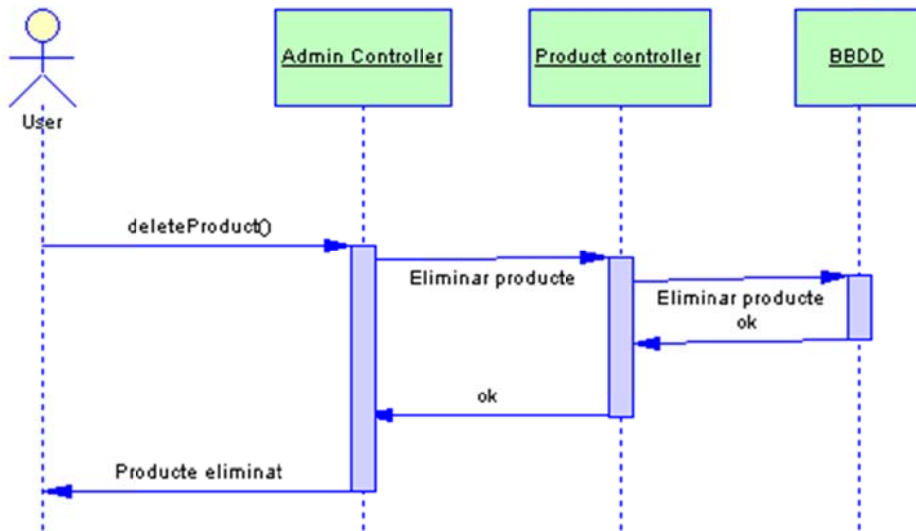 Admin Controller
Product controller
BBDD
User
deleteProduct()
Eliminar producte
Eliminar producte
ok
ok
Producte eliminat